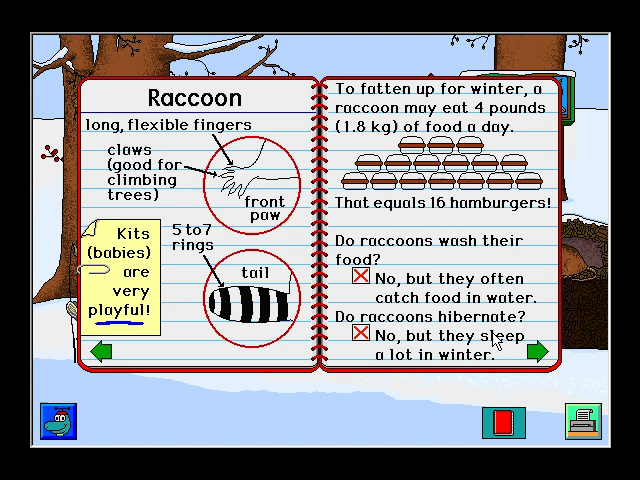 Raccoon
long, flexible fingers
claws
(good for
climbing
trees)
front
paw
Kits
(babies)
are
very
playful!
5 to 7
rings
tail
To fatten up for winter, a
raccoon may eat 4 pounds
(1.8 kg) of food a day.
That equals 16 hamburgers!
Do raccoons wash their
food?
No, but they often
catch food in water.
Do raccoons hibernate?
No, but they sleep
a lot in winter.